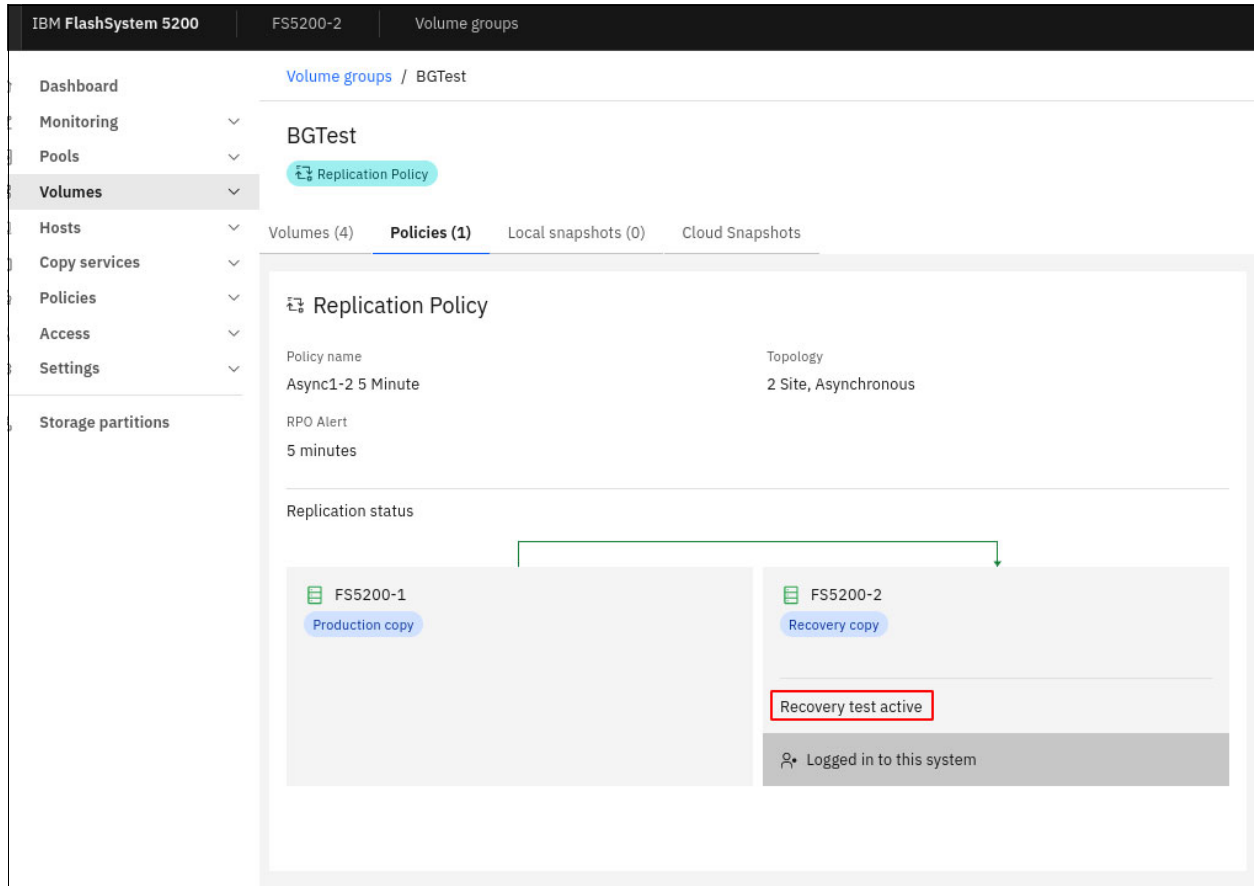 IBM FlashSystem 5200 FS5200-2 Volume groups
Dashboard
Monitoring
Pools
Volumes
Hosts
Copy services
Policies
Access
Settings
Storage partitions
Volume groups / BGTest
BGTest
Replication Policy
Volumes (4) Policies (1) Local snapshots (0) Cloud Snapshots
Replication Policy
Policy name Topology
Async1-2 5 Minute 2 Site, Asynchronous
RPO Alert
5 minutes
Replication status
FS5200-1
Production copy
FS5200-2
Recovery copy
Recovery test active
Logged in to this system